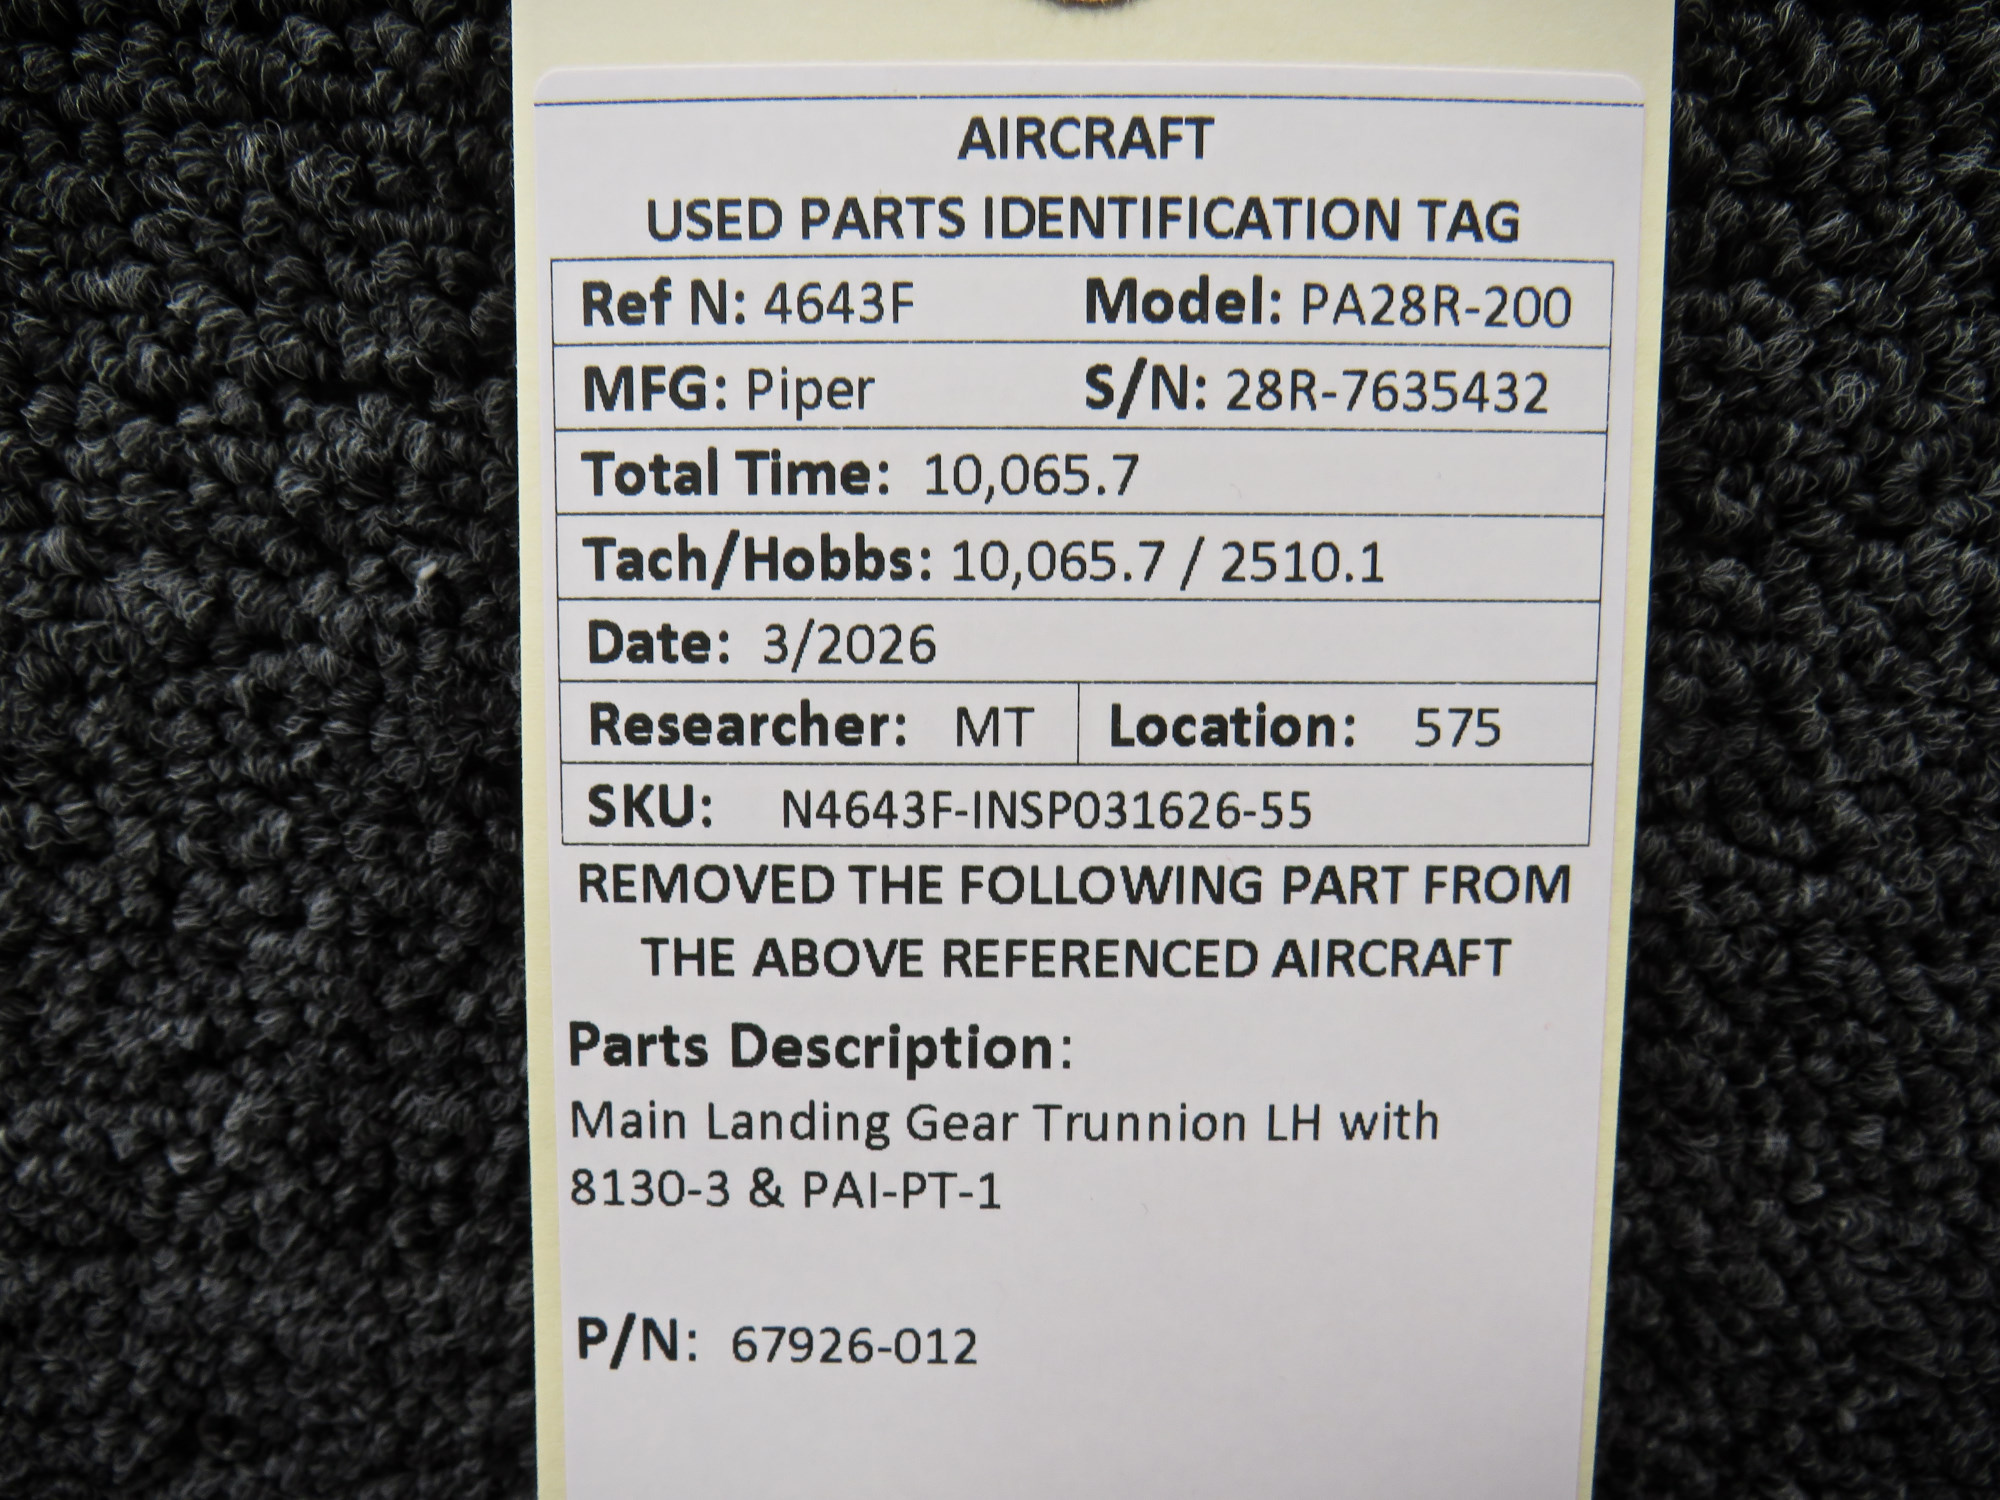 AIRCRAFT
USED PARTS IDENTIFICATION TAG
Ref N: 4643F Model: PA28R-200
MFG: Piper S/N: 28R-7635432
Total Time: 10,065.7
Tach/Hobbs: 10,065.7 / 2510.1
Date: 3/2026
Researcher: MT Location: 575
SKU: N4643F-INSP031626-55
REMOVED THE FOLLOWING PART FROM
THE ABOVE REFERENCED AIRCRAFT
Parts Description:
Main Landing Gear Trunnion LH with
8130-3 & PAI-PT-1
P/N: 67926-012